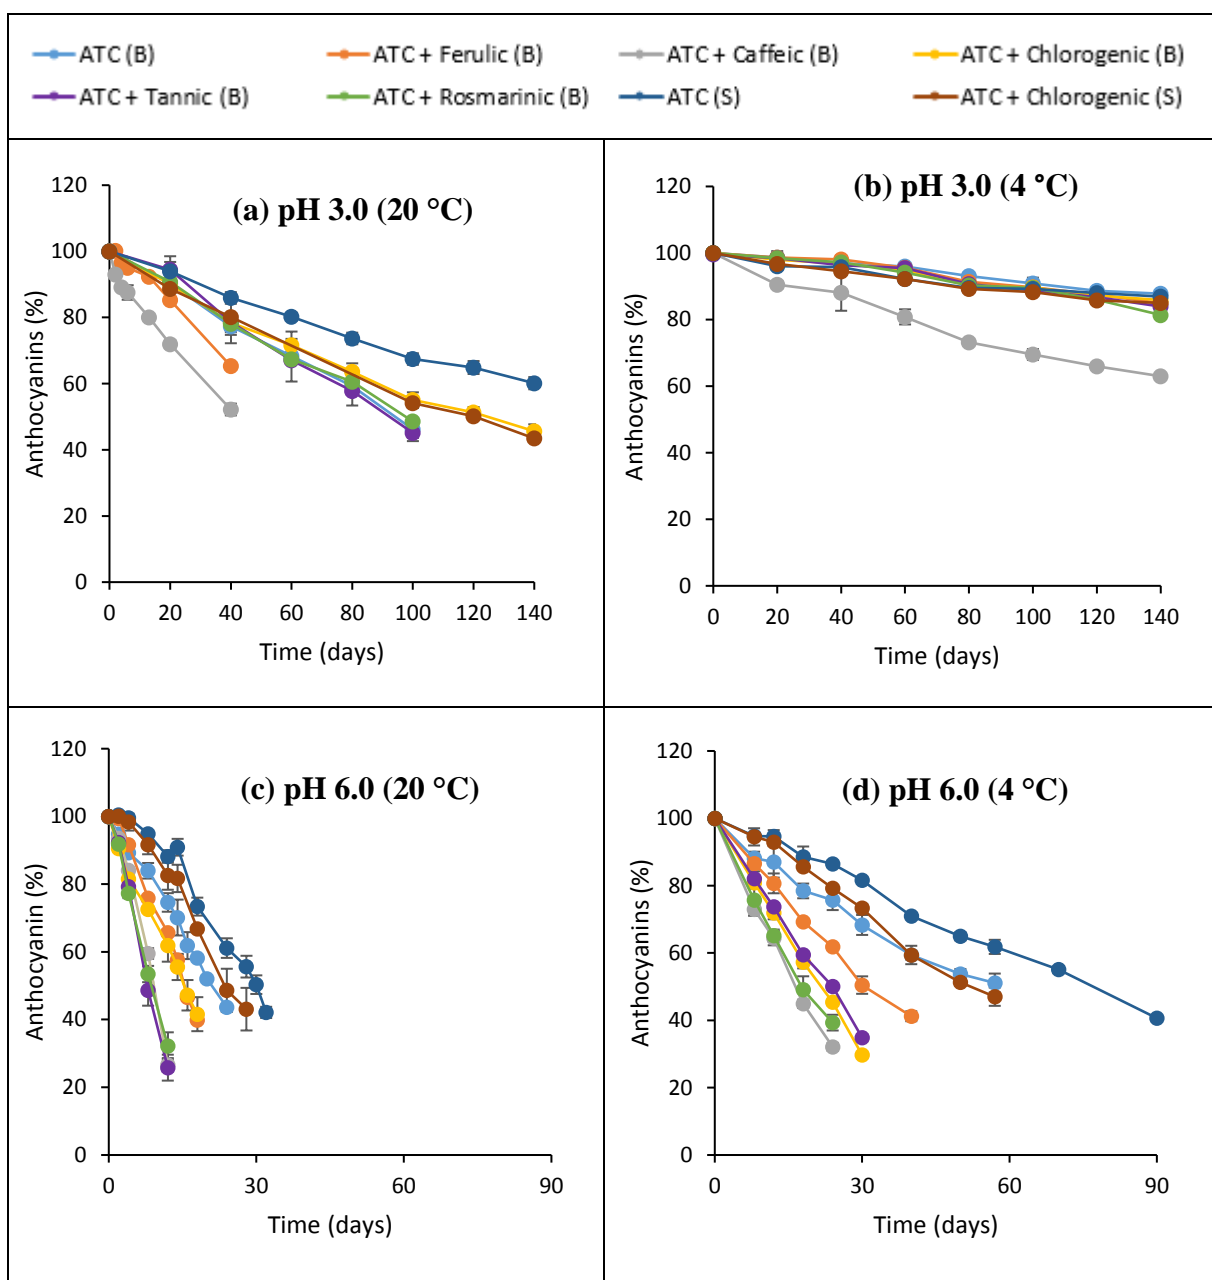 ATC (B) ATC + Ferulic (B) ATC + Caffeic (B) ATC + Chlorogenic (B)
ATC + Tannic (B) ATC + Rosmarinic (B) ATC (S) ATC + Chlorogenic (S)
(a) pH 3.0 (20 °C)
Anthocyanins (%)
120
100
80
60
40
20
0
0 20 40 60 80 100 120 140
Time (days)
(b) pH 3.0 (4 °C)
Anthocyanins (%)
120
100
80
60
40
20
0
0 20 40 60 80 100 120 140
Time (days)
(c) pH 6.0 (20 °C)
Anthocyanin (%)
120
100
80
60
40
20
0
0 30 60 90
Time (days)
(d) pH 6.0 (4 °C)
Anthocyanins (%)
120
100
80
60
40
20
0
0 30 60 90
Time (days)